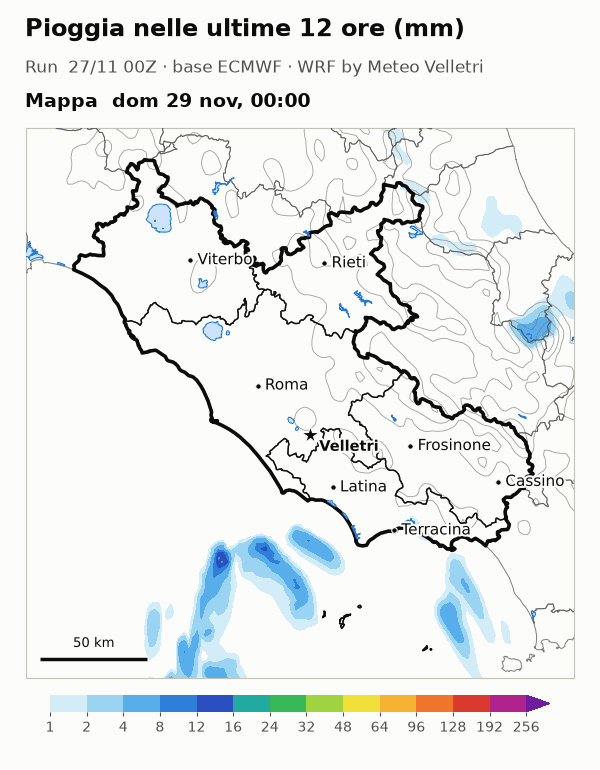 Pioggia nelle ultime 12 ore (mm)
Run 27/11 00Z · base ECMWF · WRF by Meteo Velletri
Mappa dom 29 nov, 00:00
Viterbo
Rieti
Roma
Velletri
Frosinone
Latina
Cassino
Terracina
50 km
1 2 4 8 12 16 24 32 48 64 96 128 192 256